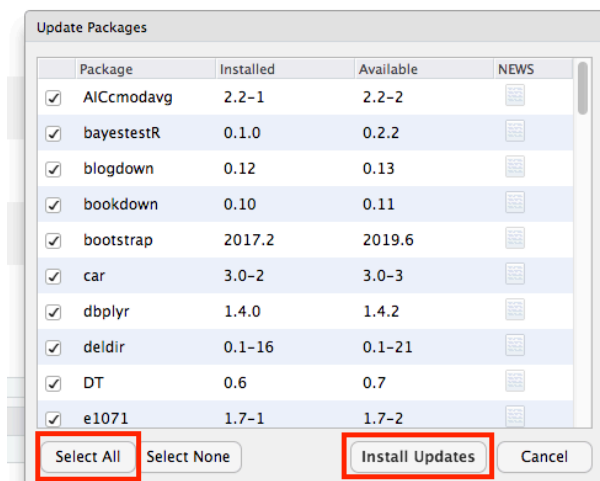 Update Packages
Package Installed Available NEWS
AICcmodavg 2.2-1 2.2-2
bayestestR 0.1.0 0.2.2
blogdown 0.12 0.13
bookdown 0.10 0.11
bootstrap 2017.2 2019.6
car 3.0-2 3.0-3
dbplyr 1.4.0 1.4.2
deldir 0.1-16 0.1-21
DT 0.6 0.7
e1071 1.7-1 1.7-2
Select All Select None Install Updates Cancel